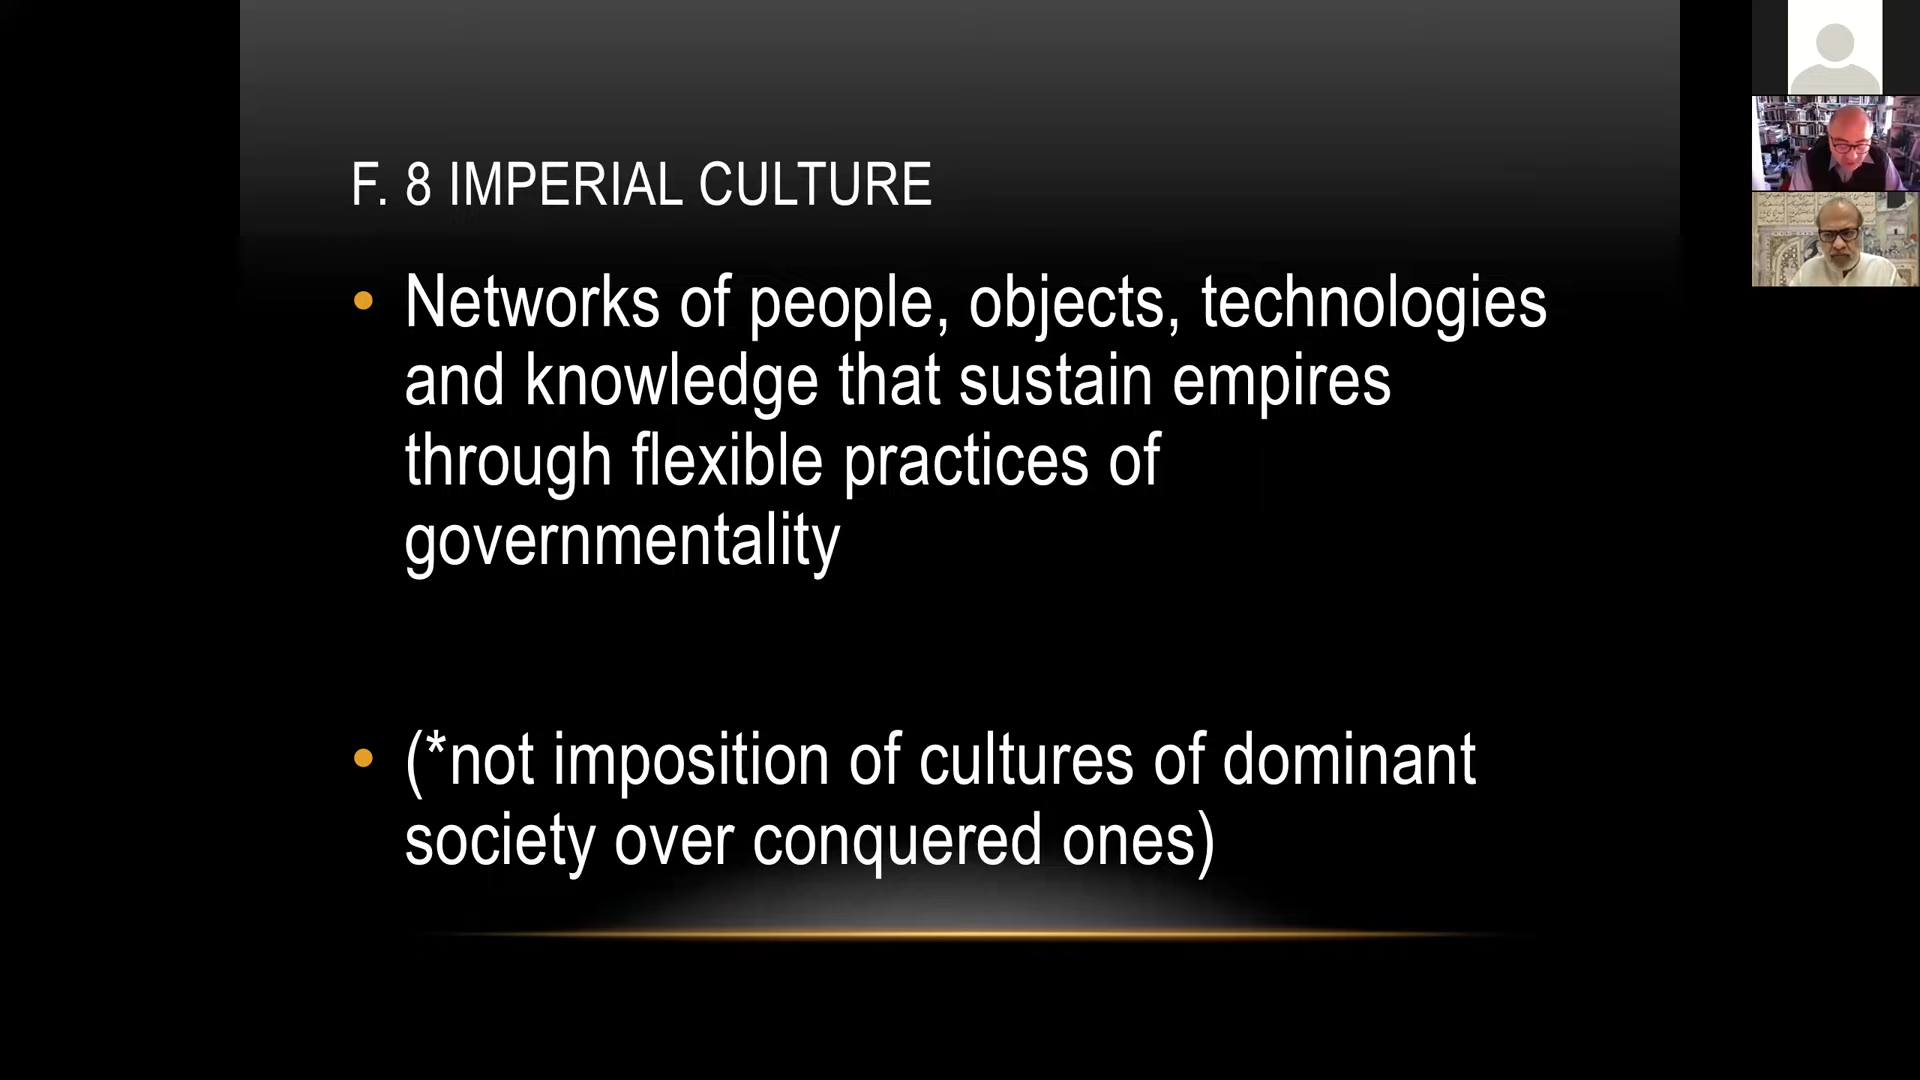 F. 8 IMPERIAL CULTURE
• Networks of people, objects, technologies
and knowledge that sustain empires
through flexible practices of
governmentality
• (*not imposition of cultures of dominant
society over conquered ones)